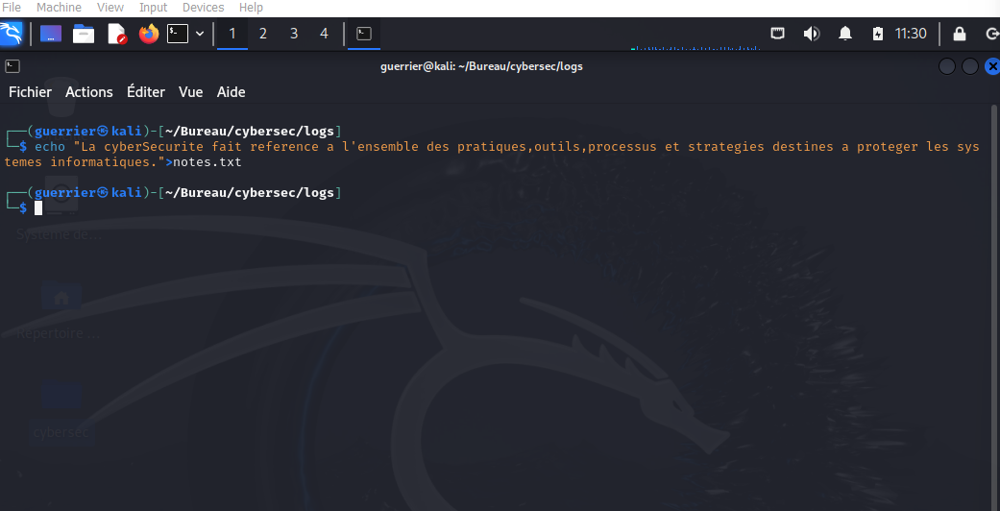 File Machine View Input Devices Help
1 2 3 4 11:30
guerrier@kali: ~/Bureau/cybersec/logs
Fichier Actions Éditer Vue Aide
┌──(guerrier㉿kali)-[~/Bureau/cybersec/logs]
└─$ echo "La cyberSecurite fait reference a l'ensemble des pratiques,outils,processus et strategies destines a proteger les sys
temes informatiques.">notes.txt
┌──(guerrier㉿kali)-[~/Bureau/cybersec/logs]
└─$
Système de...
Répertoire ...
cybersec